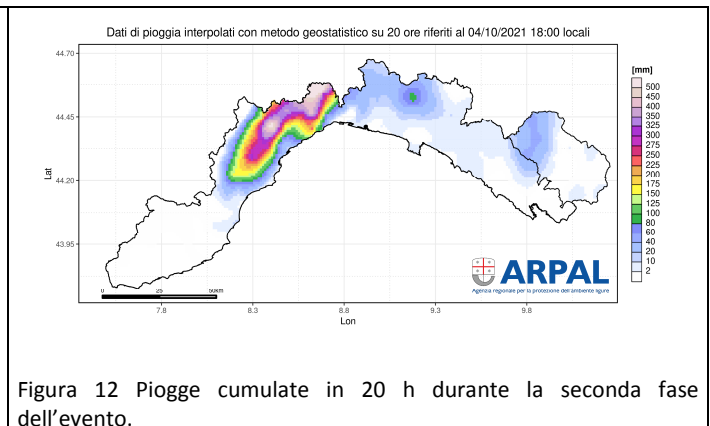 Dati di pioggia interpolati con metodo geostatistico su 20 ore riferiti al 04/10/2021 18:00 locali
44.70
44.45
44.20
43.95
Lat
0 25 50km
7.8 8.3 8.8 9.3 9.8
Lon
[mm]
500
450
400
350
325
300
275
250
225
200
175
150
125
100
80
60
40
20
10
2
ARPAL
Agenzia regionale per la protezione dell'ambiente ligure
Figura 12 Piogge cumulate in 20 h durante la seconda fase
dell'evento.